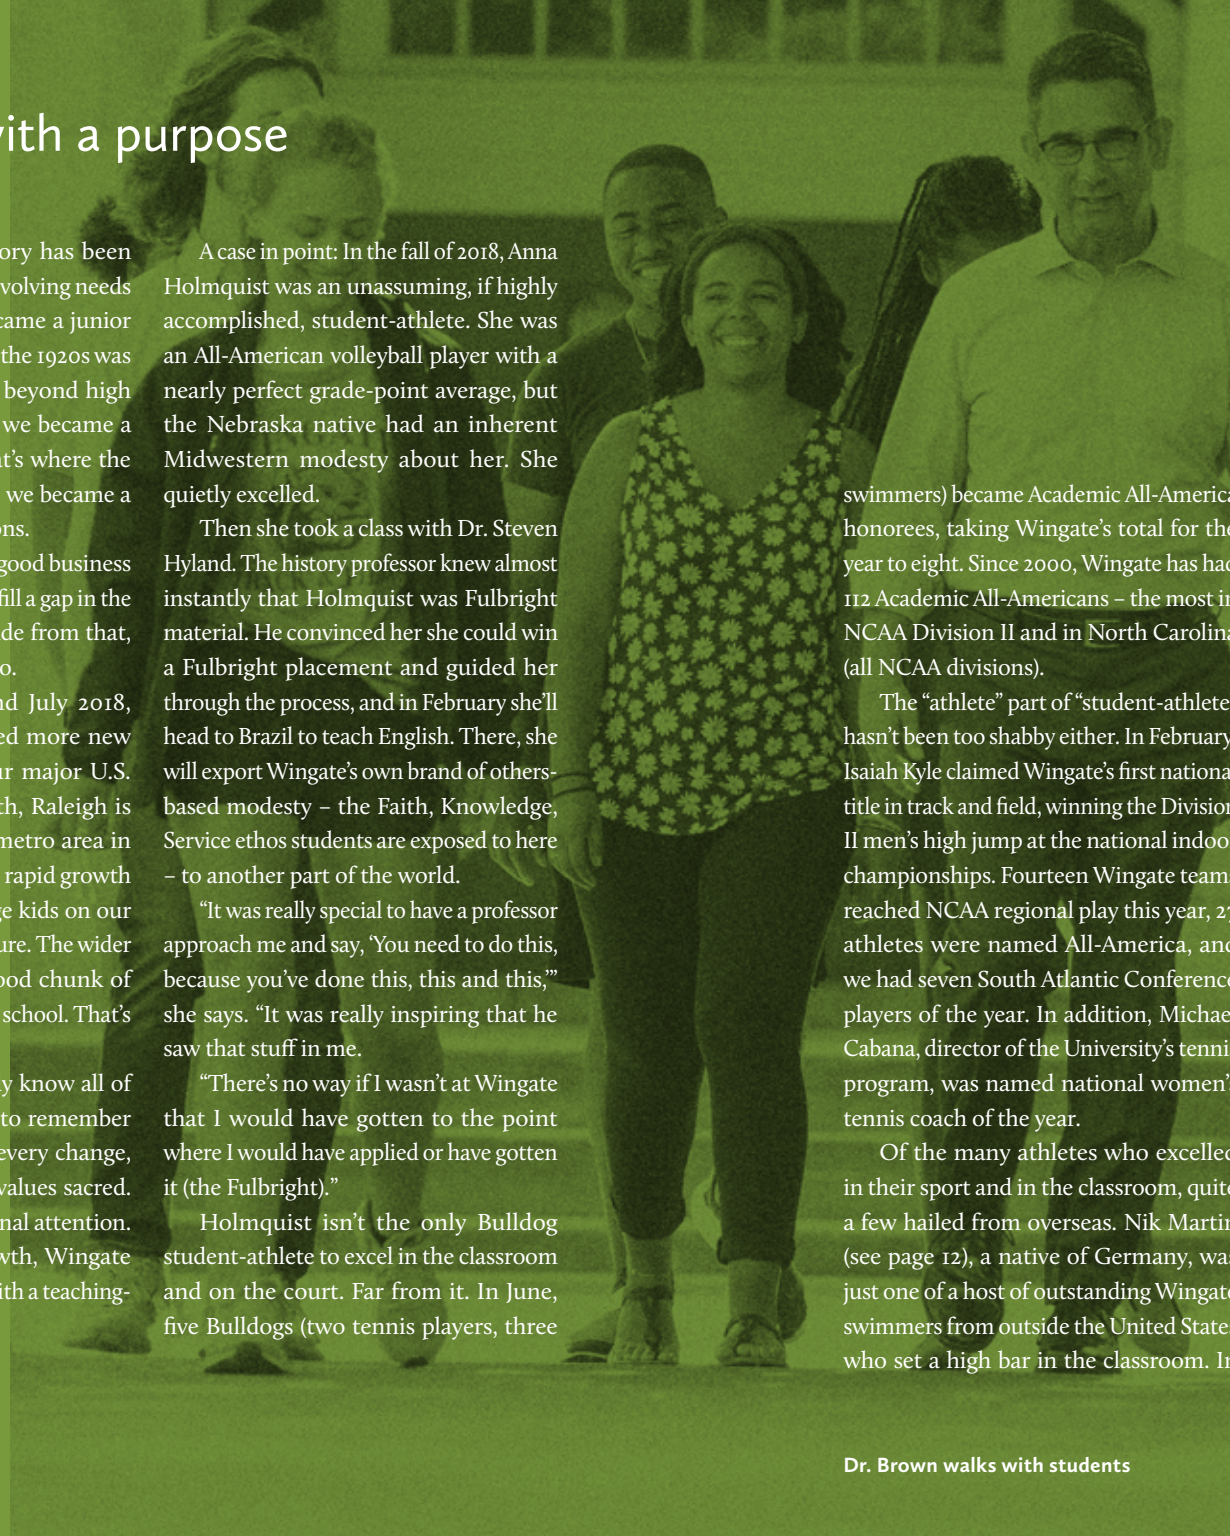 with a purpose
ory has been
volving needs
came a junior
the 1920s was
beyond high
we became a
at's where the
we became a
ons.
good business
fill a gap in the
de from that,
o.
nd July 2018,
ed more new
ur major U.S.
th, Raleigh is
metro area in
rapid growth
ge kids on our
ure. The wider
ood chunk of
school. That's
y know all of
to remember
every change,
values sacred.
nal attention.
wth, Wingate
ith a teaching-
A case in point: In the fall of 2018, Anna
Holmquist was an unassuming, if highly
accomplished, student-athlete. She was
an All-American volleyball player with a
nearly perfect grade-point average, but
the Nebraska native had an inherent
Midwestern modesty about her. She
quietly excelled.
Then she took a class with Dr. Steven
Hyland. The history professor knew almost
instantly that Holmquist was Fulbright
material. He convinced her she could win
a Fulbright placement and guided her
through the process, and in February she'll
head to Brazil to teach English. There, she
will export Wingate's own brand of others-
based modesty – the Faith, Knowledge,
Service ethos students are exposed to here
– to another part of the world.
“It was really special to have a professor
approach me and say, ‘You need to do this,
because you've done this, this and this,’”
she says. “It was really inspiring that he
saw that stuff in me.
“There's no way if I wasn't at Wingate
that I would have gotten to the point
where I would have applied or have gotten
it (the Fulbright).”
Holmquist isn't the only Bulldog
student-athlete to excel in the classroom
and on the court. Far from it. In June,
five Bulldogs (two tennis players, three
swimmers) became Academic All-America
honorees, taking Wingate's total for the
year to eight. Since 2000, Wingate has had
112 Academic All-Americans – the most in
NCAA Division II and in North Carolina
(all NCAA divisions).
The “athlete” part of “student-athlete
hasn't been too shabby either. In February,
Isaiah Kyle claimed Wingate's first national
title in track and field, winning the Division
II men's high jump at the national indoo
championships. Fourteen Wingate team
reached NCAA regional play this year, 27
athletes were named All-America, and
we had seven South Atlantic Conference
players of the year. In addition, Michae
Cabana, director of the University's tenni
program, was named national women'
tennis coach of the year.
Of the many athletes who excelled
in their sport and in the classroom, quite
a few hailed from overseas. Nik Martin
(see page 12), a native of Germany, was
just one of a host of outstanding Wingate
swimmers from outside the United State
who set a high bar in the classroom. In
Dr. Brown walks with students